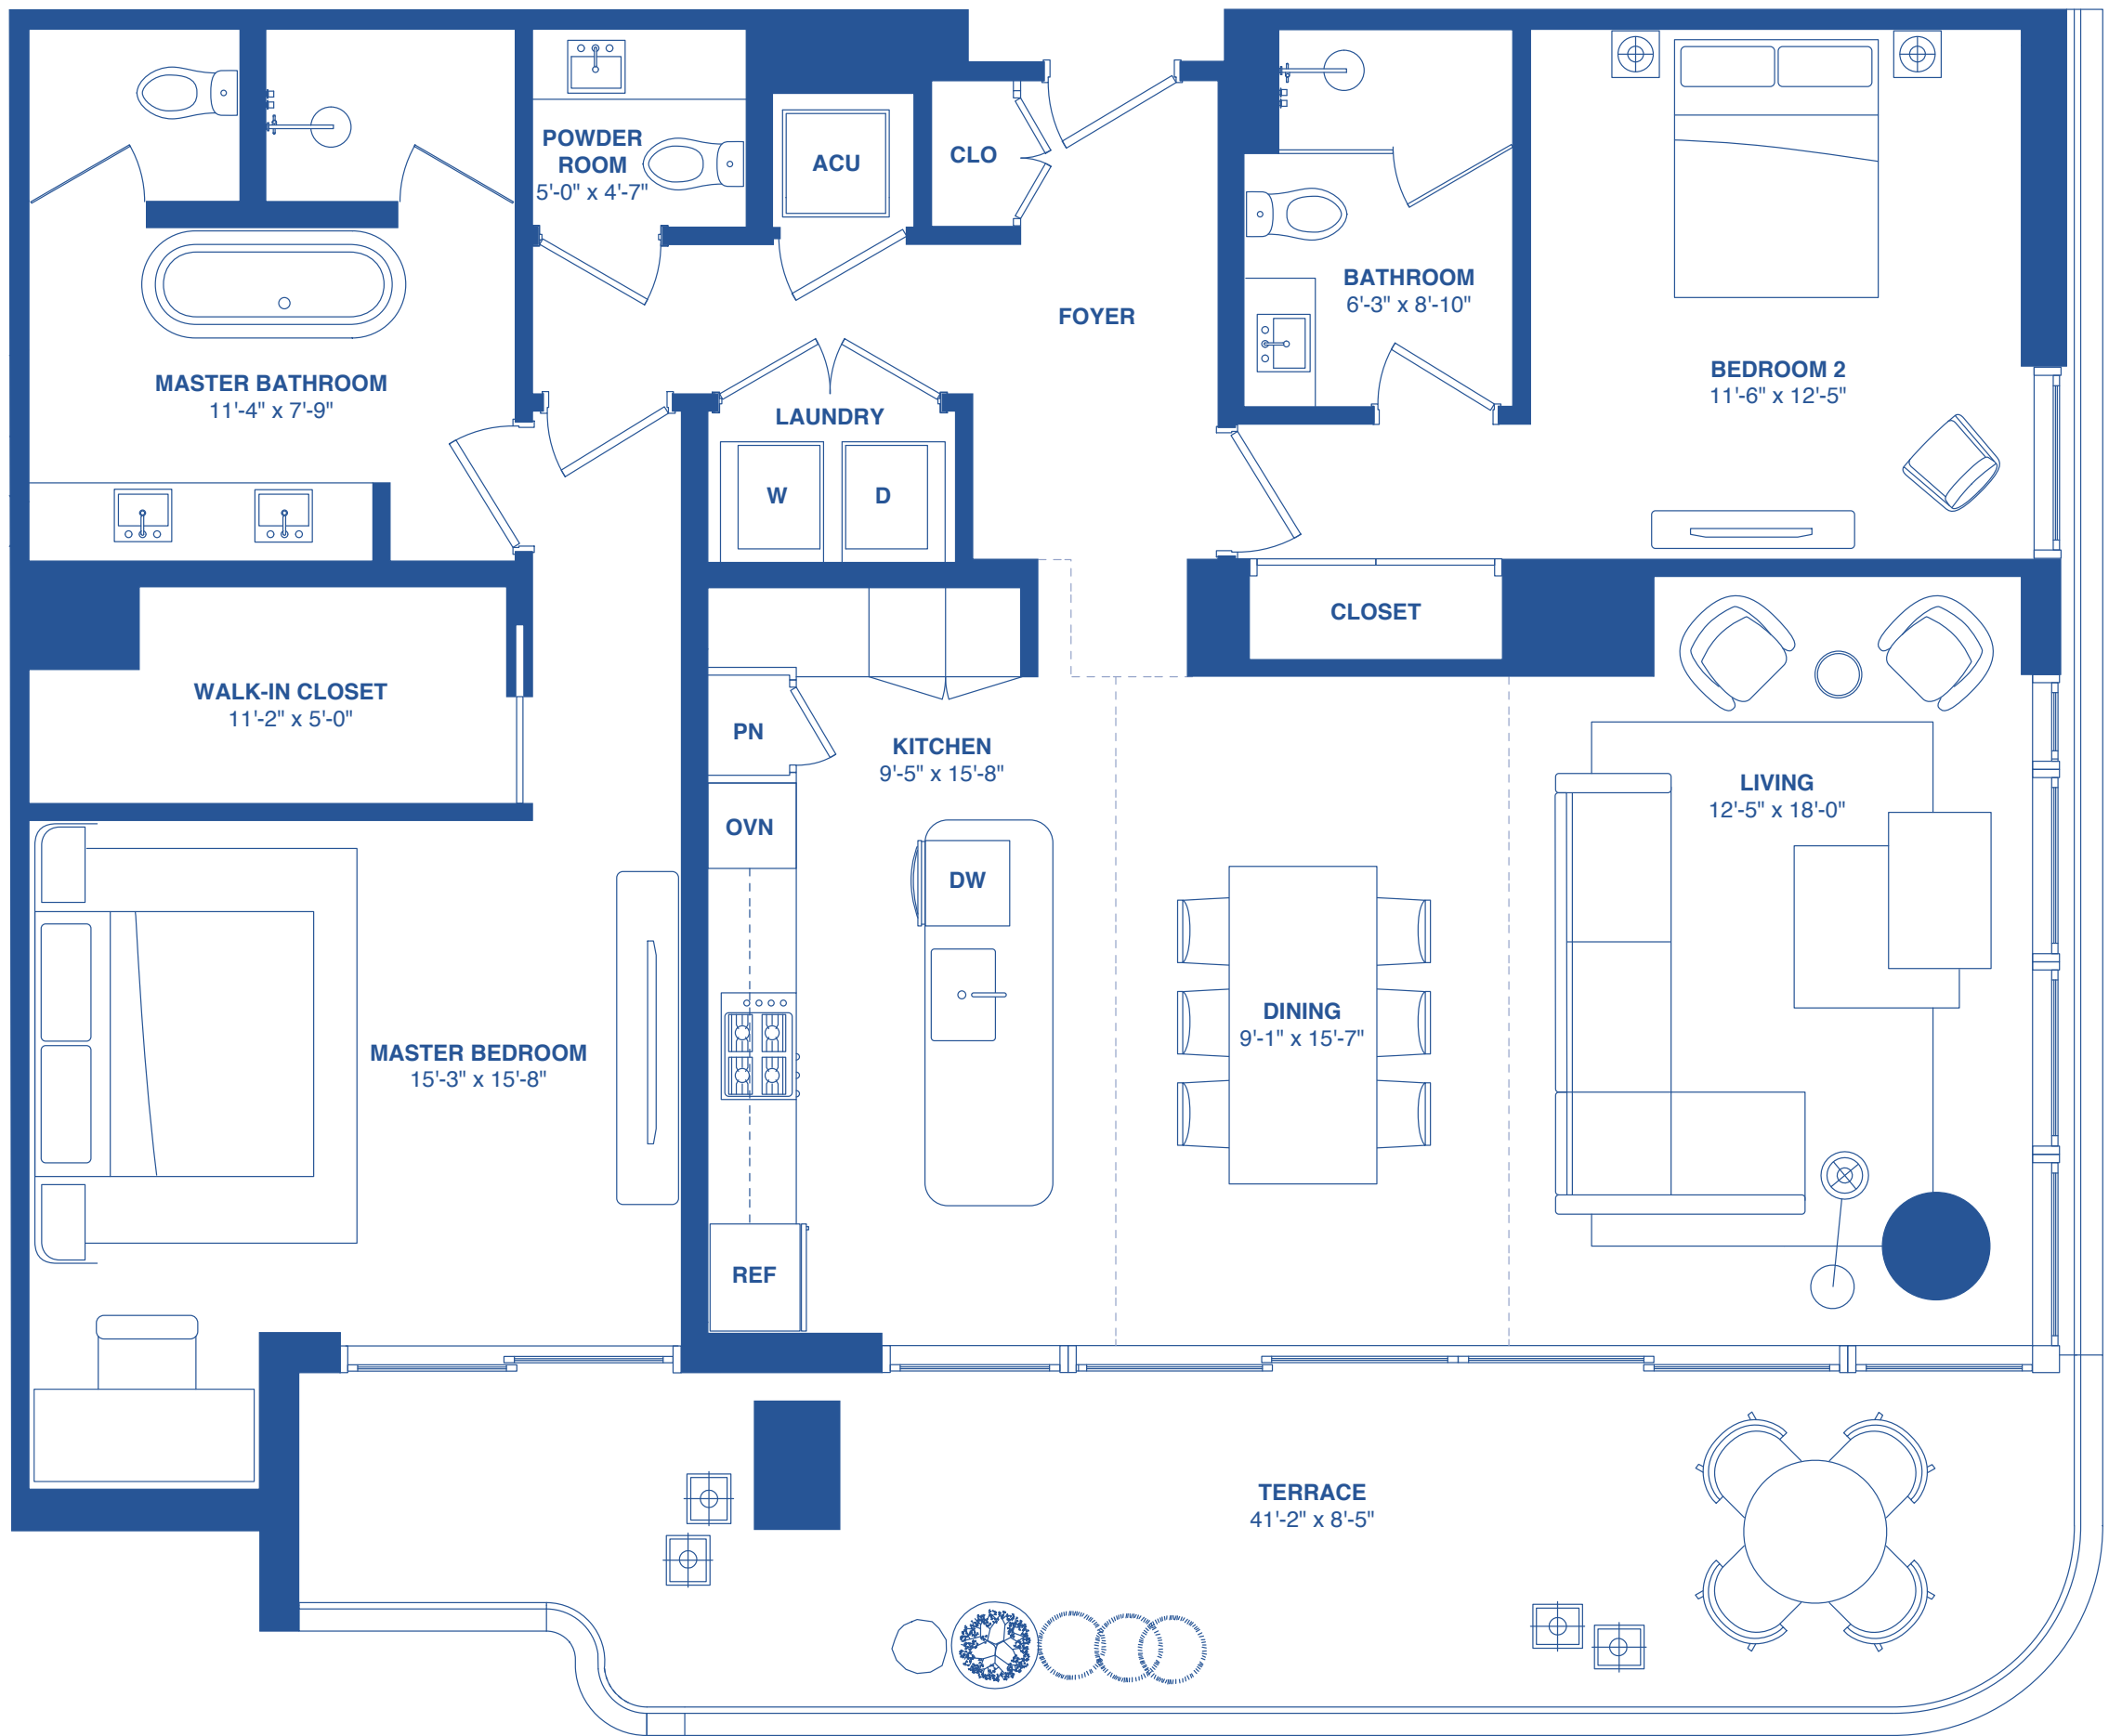 POWDER
ROOM
5'-0" x 4'-7"
ACU
CLO
BATHROOM
6'-3" x 8'-10"
FOYER
MASTER BATHROOM
11'-4" x 7'-9"
BEDROOM 2
11'-6" x 12'-5"
LAUNDRY
W
D
CLOSET
WALK-IN CLOSET
11'-2" x 5'-0"
PN
KITCHEN
9'-5" x 15'-8"
LIVING
12'-5" x 18'-0"
OVN
DW
DINING
9'-1" x 15'-7"
MASTER BEDROOM
15'-3" x 15'-8"
REF
TERRACE
41'-2" x 8'-5"